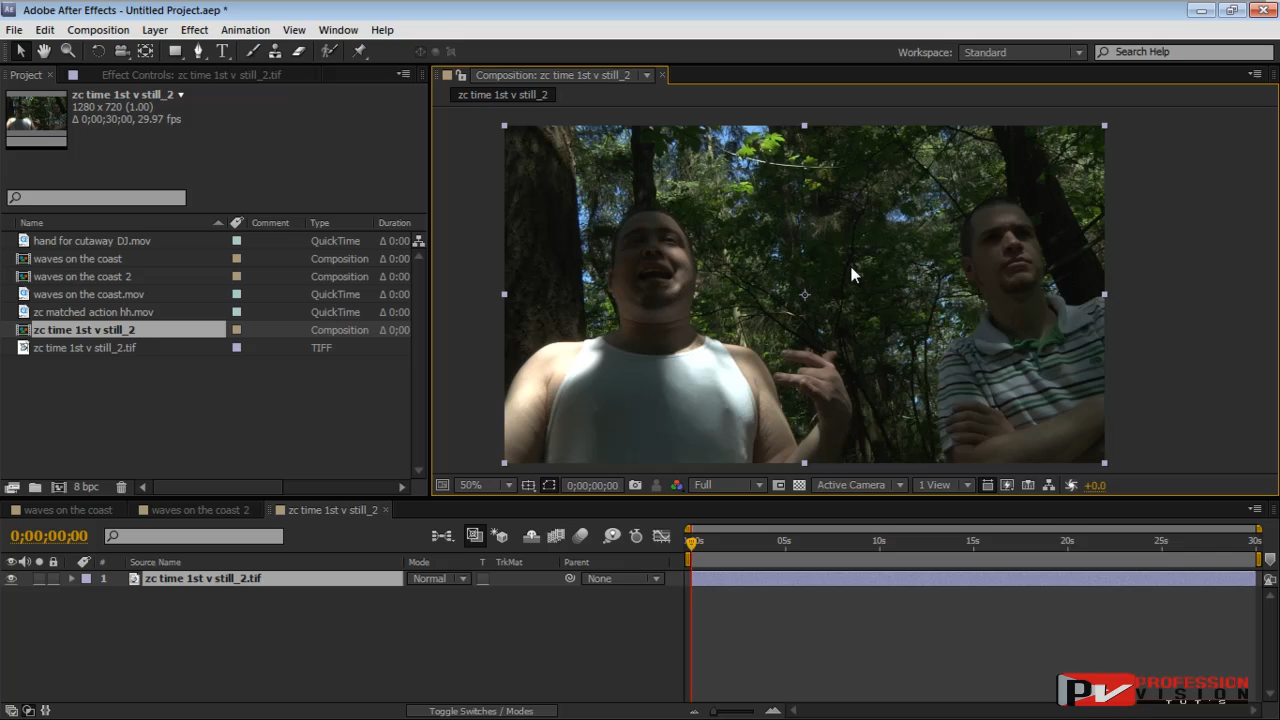 Adobe After Effects - Untitled Project.aep *
File Edit Composition Layer Effect Animation View Window Help
Workspace: Standard Search Help
Project Effect Controls: zc time 1st v still_2.tif
Composition: zc time 1st v still_2
zc time 1st v still_2
zc time 1st v still_2
1280 x 720 (1.00)
Δ 0;00;30;00, 29.97 fps
Name Comment Type Duration
hand for cutaway DJ.mov QuickTime Δ 0:00
waves on the coast Composition Δ 0:00
waves on the coast 2 Composition Δ 0:00
waves on the coast.mov QuickTime Δ 0:00
zc matched action hh.mov QuickTime Δ 0:00
zc time 1st v still_2 Composition Δ 0;00
zc time 1st v still_2.tif TIFF
8 bpc
50% 0;00;00;00 Full Active Camera 1 View +0.0
waves on the coast waves on the coast 2 zc time 1st v still_2
0;00;00;00
05s 10s 15s 20s 25s 30s
Source Name Mode T TrkMat Parent
1 zc time 1st v still_2.tif Normal None
Toggle Switches / Modes
PV PROFESSION
VISION
TUTS